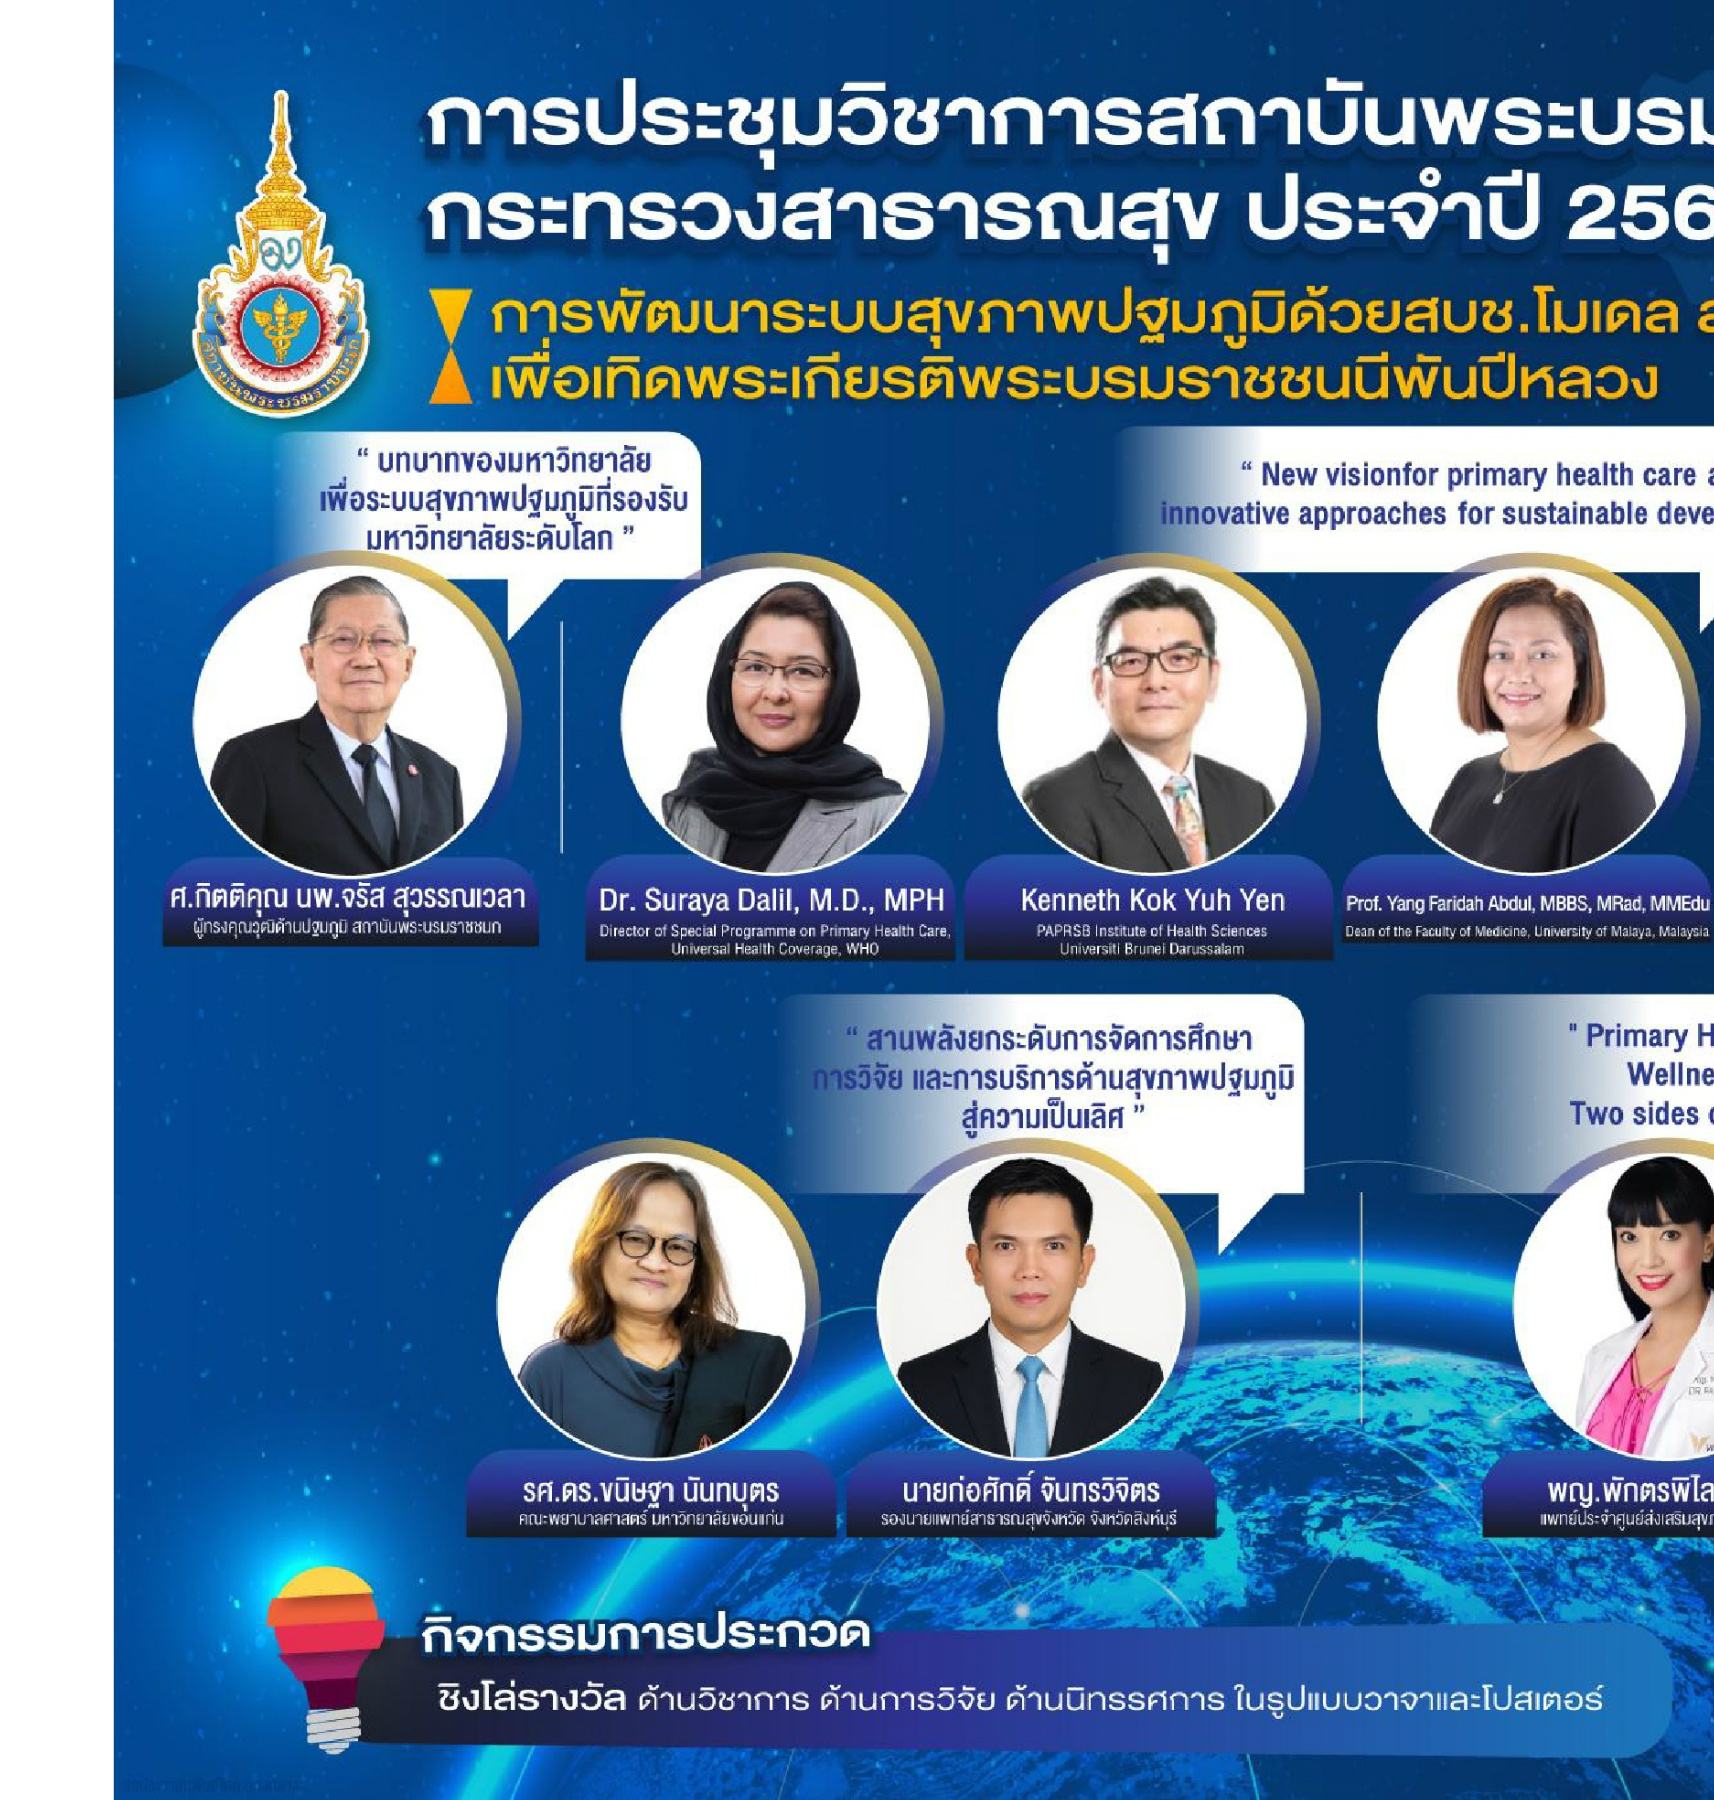 การประชุมวิชาการสถาบันพระบรม
กระทรวงสาธารณสุข ประจำปี 256
การพัฒนาระบบสุขภาพปฐมภูมิด้วยสบช.โมเดล
เพื่อเทิดพระเกียรติพระบรมราชชนนีพันปีหลวง
สถาบันพระบรมราชชนก
“ บทบาทของมหาวิทยาลัย
เพื่อระบบสุขภาพปฐมภูมิที่รองรับ
มหาวิทยาลัยระดับโลก ”
“ New visionfor primary health care a
innovative approaches for sustainable deve
ศ.กิตติคุณ นพ.จรัส สุวรรณเวลา
ผู้ทรงคุณวุฒิด้านปฐมภูมิ สถาบันพระบรมราชชนก
Dr. Suraya Dalil, M.D., MPH
Director of Special Programme on Primary Health Care,
Universal Health Coverage, WHO
Kenneth Kok Yuh Yen
PAPRSB Institute of Health Sciences
Universiti Brunei Darussalam
Prof. Yang Faridah Abdul, MBBS, MRad, MMEdu
Dean of the Faculty of Medicine, University of Malaya, Malaysia
“ สานพลังยกระดับการจัดการศึกษา
การวิจัย และการบริการด้านสุขภาพปฐมภูมิ
สู่ความเป็นเลิศ ”
" Primary H
Wellne
Two sides
รศ.ดร.ขนิษฐา นันทบุตร
คณะพยาบาลศาสตร์ มหาวิทยาลัยขอนแก่น
นายก่อศักดิ์ จันทรวิจิตร
รองนายแพทย์สาธารณสุขจังหวัด จังหวัดสิงห์บุรี
พญ.พักตรพิไล
แพทย์ประจำศูนย์ส่งเสริมสุข
กิจกรรมการประกวด
ชิงโล่รางวัล ด้านวิชาการ ด้านการวิจัย ด้านนิทรรศการ ในรูปแบบวาจาและโปสเตอร์